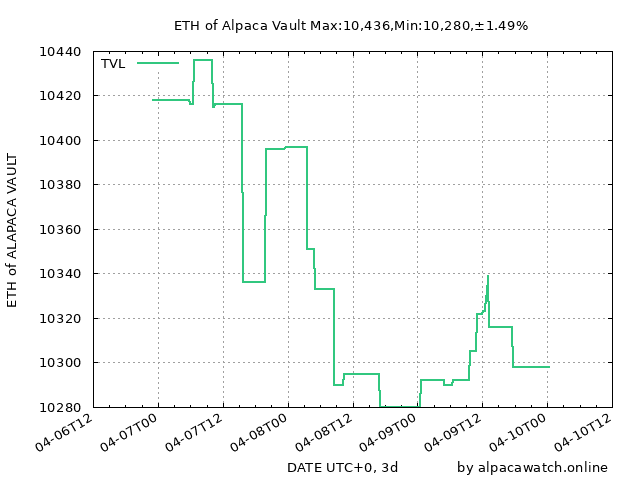 ETH of Alpaca Vault Max:10,436,Min:10,280,±1.49%
TVL
ETH of ALAPACA VAULT
10440
10420
10400
10380
10360
10340
10320
10300
10280
04-06T12
04-07T00
04-07T12
04-08T00
04-08T12
04-09T00
04-09T12
04-10T00
04-10T12
DATE UTC+0, 3d
by alpacawatch.online